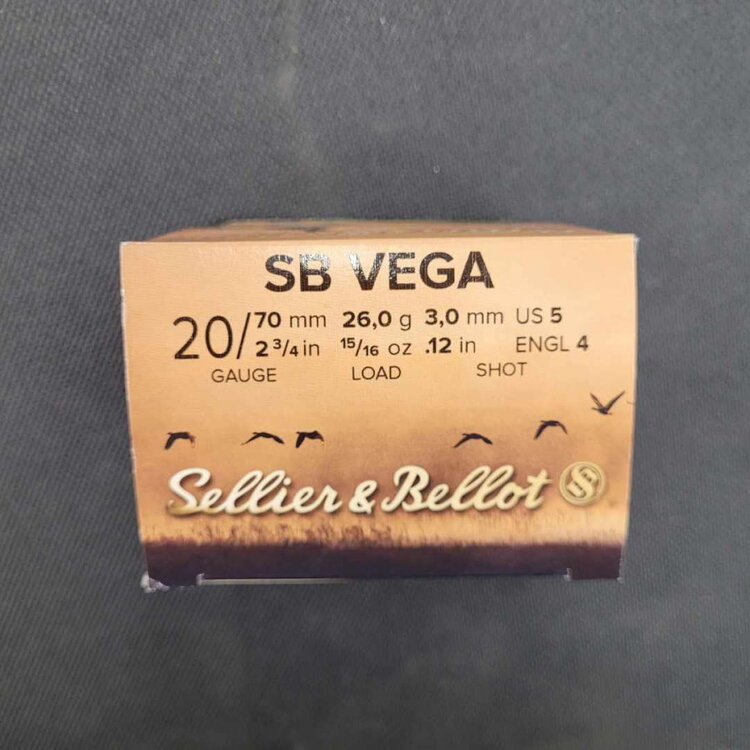 SB VEGA
20/ 70 mm 26,0 g 3,0 mm US 5
2 3/4 in 15/16 oz .12 in ENGL 4
GAUGE LOAD SHOT
Sellier & Bellot SB